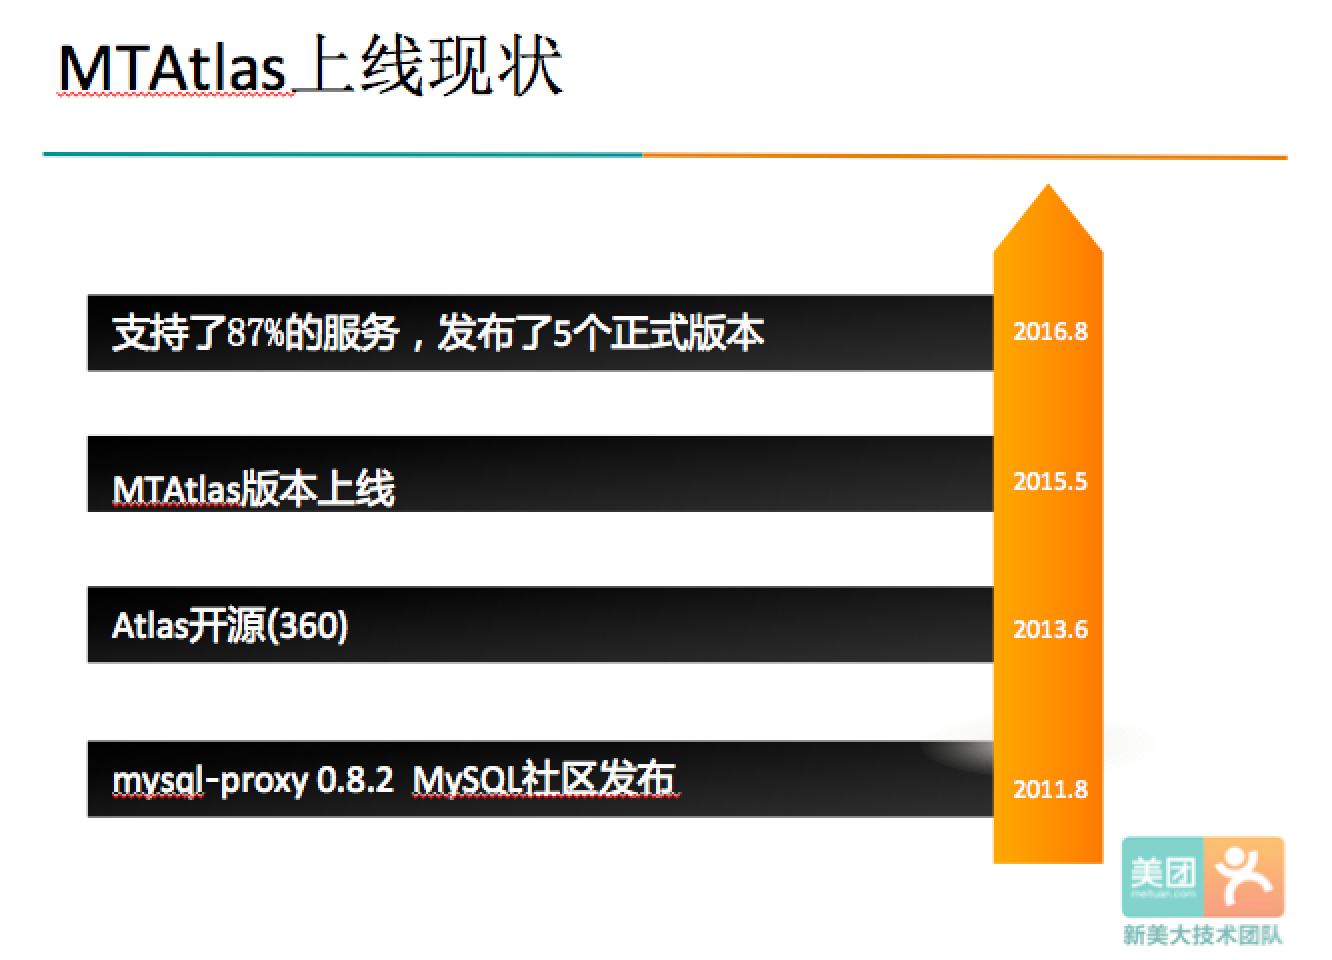 MTAtlas上线现状
支持了87%的服务，发布了5个正式版本
2016.8
MTAtlas版本上线
2015.5
Atlas开源(360)
2013.6
mysql-proxy 0.8.2 MySQL社区发布
2011.8
美团
meituan.com
新美大技术团队